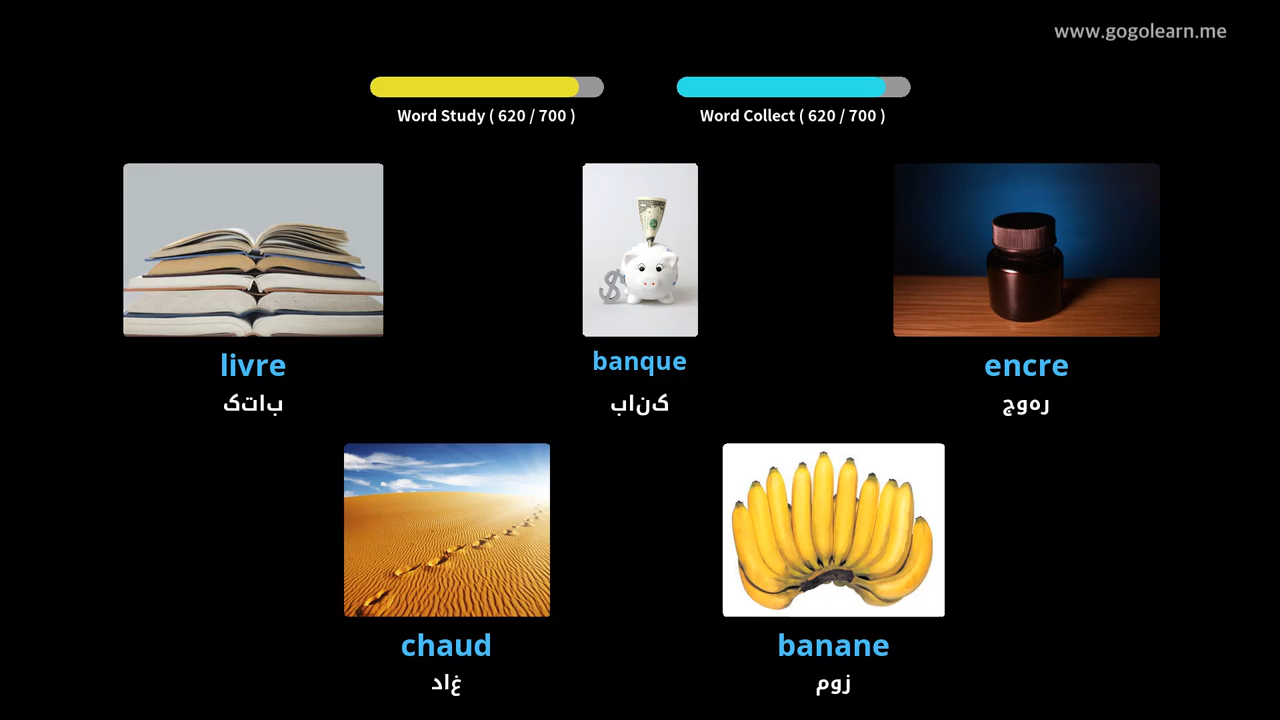 www.gogolearn.me
Word Study ( 620 / 700 )
Word Collect ( 620 / 700 )
livre
باتک
banque
کناب
encre
رهوج
chaud
غاد
banane
زوم